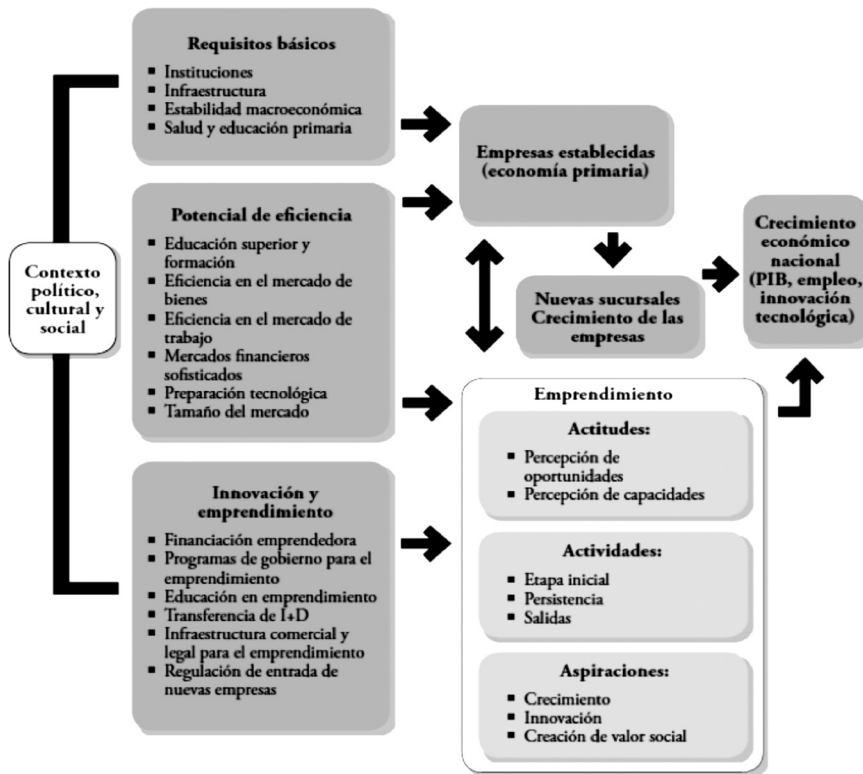 Contexto
político,
cultural y
social
Requisitos básicos
▪ Instituciones
▪ Infraestructura
▪ Estabilidad macroeconómica
▪ Salud y educación primaria
Potencial de eficiencia
▪ Educación superior y
formación
▪ Eficiencia en el mercado de
bienes
▪ Eficiencia en el mercado de
trabajo
▪ Mercados financieros
sofisticados
▪ Preparación tecnológica
▪ Tamaño del mercado
Innovación y
emprendimiento
▪ Financiación emprendedora
▪ Programas de gobierno para el
emprendimiento
▪ Educación en emprendimiento
▪ Transferencia de I+D
▪ Infraestructura comercial y
legal para el emprendimiento
▪ Regulación de entrada de
nuevas empresas
Empresas establecidas
(economía primaria)
Nuevas sucursales
Crecimiento de las
empresas
Emprendimiento
Actitudes:
▪ Percepción de
oportunidades
▪ Percepción de capacidades
Actividades:
▪ Etapa inicial
▪ Persistencia
▪ Salidas
Aspiraciones:
▪ Crecimiento
▪ Innovación
▪ Creación de valor social
Crecimiento
económico
nacional
(PIB, empleo,
innovación
tecnológica)